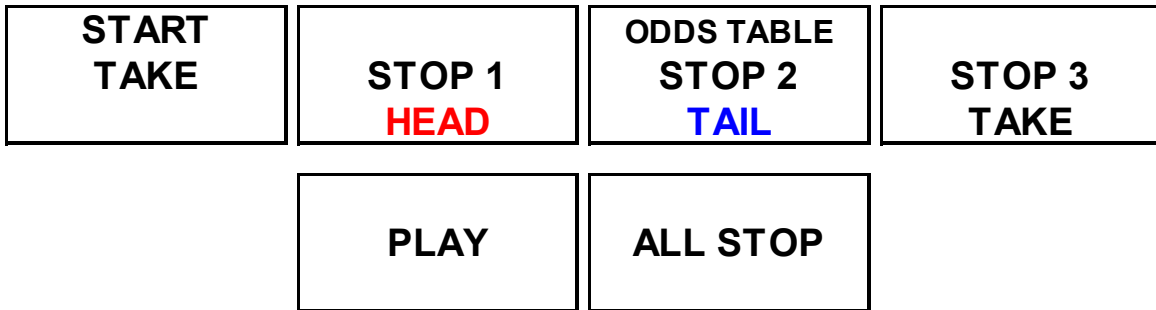 START
TAKE
STOP 1
HEAD
ODDS TABLE
STOP 2
TAIL
STOP 3
TAKE
PLAY
ALL STOP